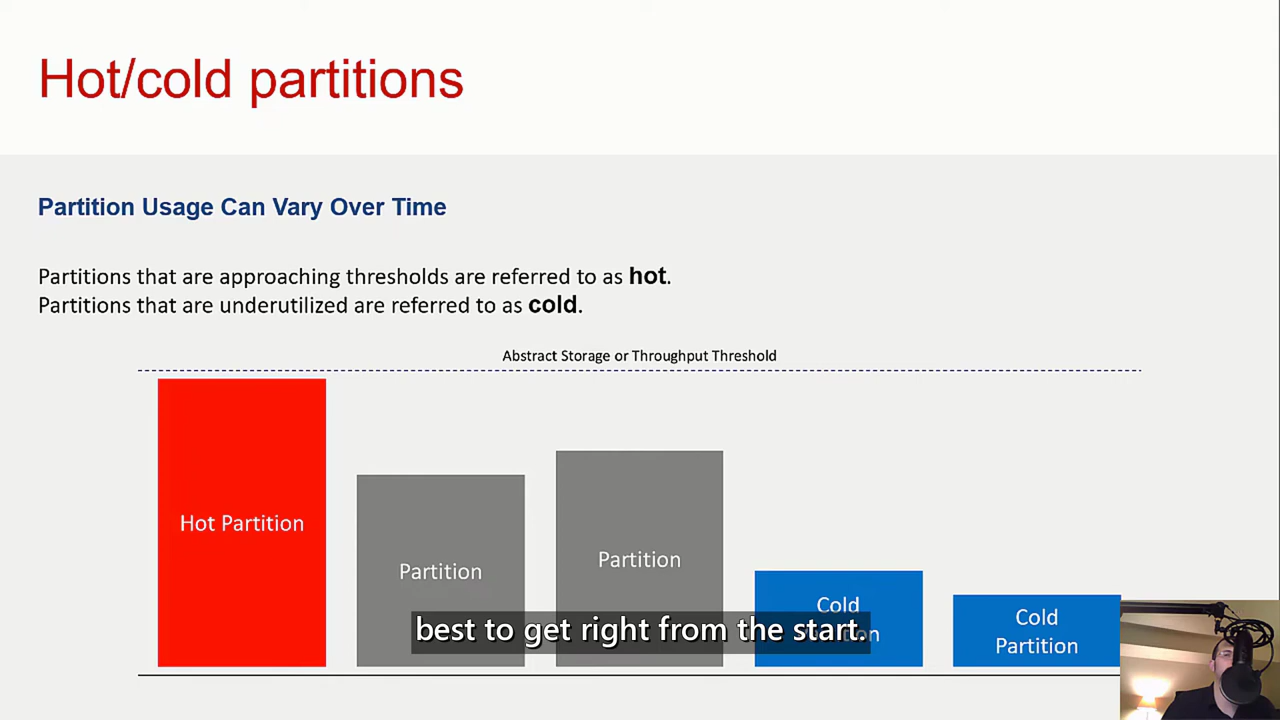 Hot/cold partitions
Partition Usage Can Vary Over Time
Partitions that are approaching thresholds are referred to as hot.
Partitions that are underutilized are referred to as cold.
Abstract Storage or Throughput Threshold
Hot Partition
Partition
Partition
Cold
Partition
Cold
Partition
best to get right from the start.